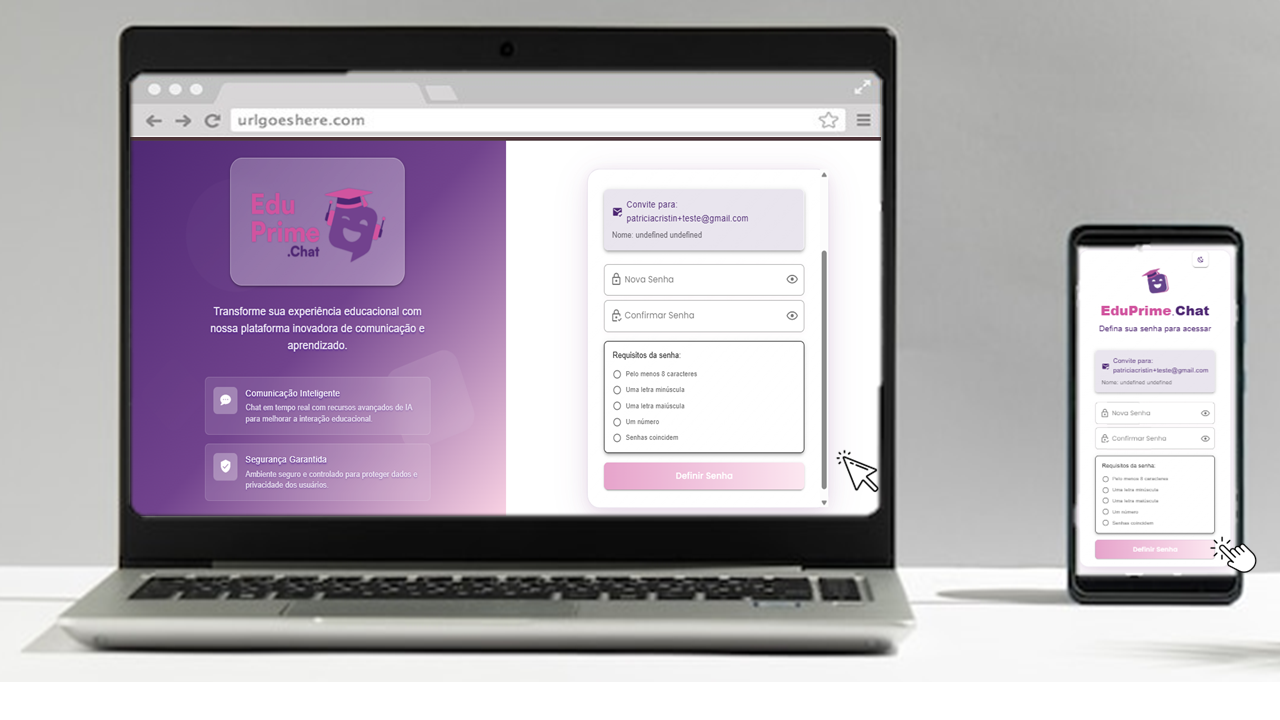 urlgoeshere.com
Edu
Prime
.Chat
Transforme sua experiência educacional com
nossa plataforma inovadora de comunicação e
aprendizado.
Comunicação Inteligente
Chat em tempo real com recursos avançados de IA
para melhorar a interação educacional.
Segurança Garantida
Ambiente seguro e controlado para proteger dados e
privacidade dos usuários.
Convite para:
patriciacristin+teste@gmail.com
Nome: undefined undefined
Nova Senha
Confirmar Senha
Requisitos da senha:
Pelo menos 8 caracteres
Uma letra minúscula
Uma letra maiúscula
Um número
Senhas coincidem
Definir Senha
EduPrime.Chat
Defina sua senha para acessar
Convite para:
patriciacristin+teste@gmail.com
Nome: undefined undefined
Nova Senha
Confirmar Senha
Requisitos da senha:
Pelo menos 8 caracteres
Uma letra minúscula
Uma letra maiúscula
Um número
Senhas coincidem
Definir Senha